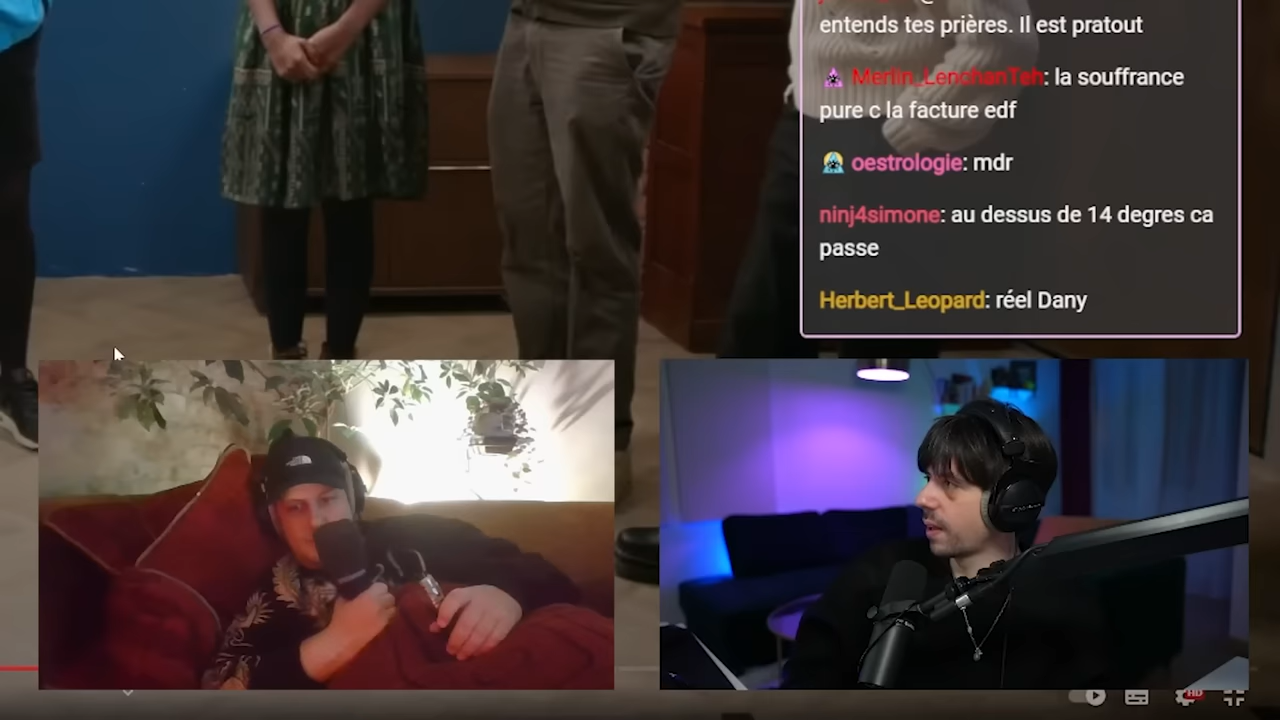 entends tes prières. Il est pratout
Merlin_LenchanTeh: la souffrance
pure c la facture edf
oestrologie: mdr
ninj4simone: au dessus de 14 degres ca
passe
Herbert_Leopard: réel Dany
HD